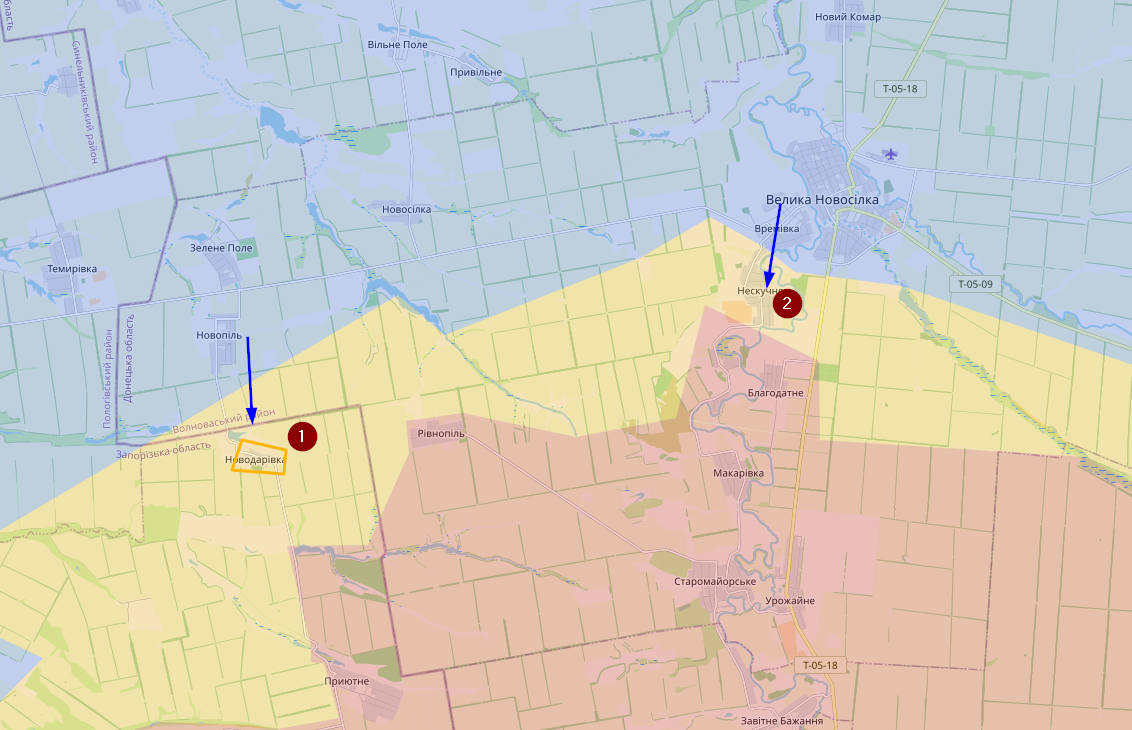 область
Новий Комар
Вільне Поле
Привільне
Т-05-18
Синельниківський район
Велика Новосілка
Новосілка
Времівка
Зелене Поле
Темирівка
Т-05-09
Нескучне
2
Новопіль
Пологівський район
Донецька область
Благодатне
Волноваський район
1
Рівнопіль
Запорізька область
Новодарівка
Макарівка
Старомайорське
Урожайне
Т-05-18
Приютне
Завітне Бажання